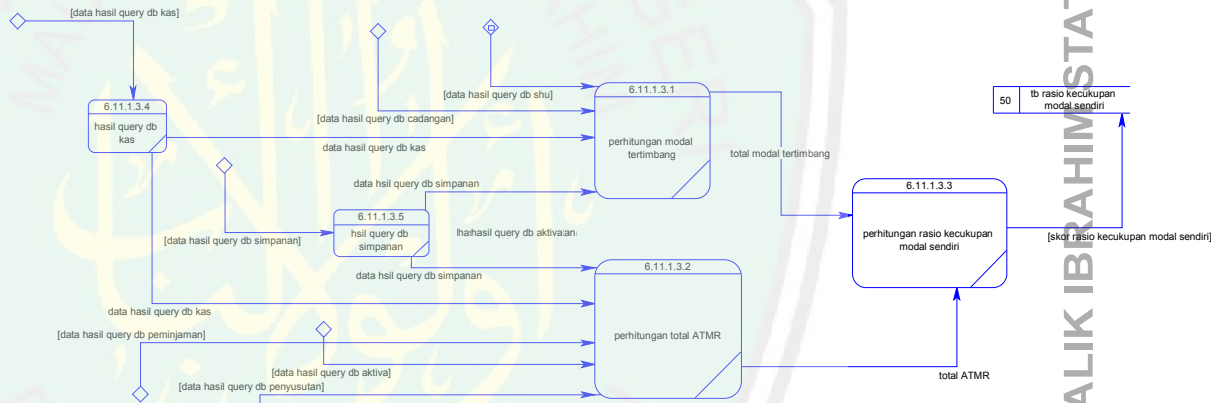 [data hasil query db kas]
6.11.1.3.4
hasil query db
kas
[data hasil query db shu]
[data hasil query db cadangan]
data hasil query db kas
6.11.1.3.1
perhitungan modal
tertimbang
total modal tertimbang
50
tb rasio kecukupan
modal sendiri
data hsil query db simpanan
6.11.1.3.5
hsil query db
simpanan
[data hasil query db simpanan]
data hsil query db simpanan
6.11.1.3.3
perhitungan rasio kecukupan
modal sendiri
[skor rasio kecukupan modal sendiri]
6.11.1.3.2
perhitungan total ATMR
data hasil query db kas
[data hasil query db peminjaman]
[data hasil query db aktiva]
[data hasil query db penyusutan]
total ATMR
ALIK IBRAHIM STAT